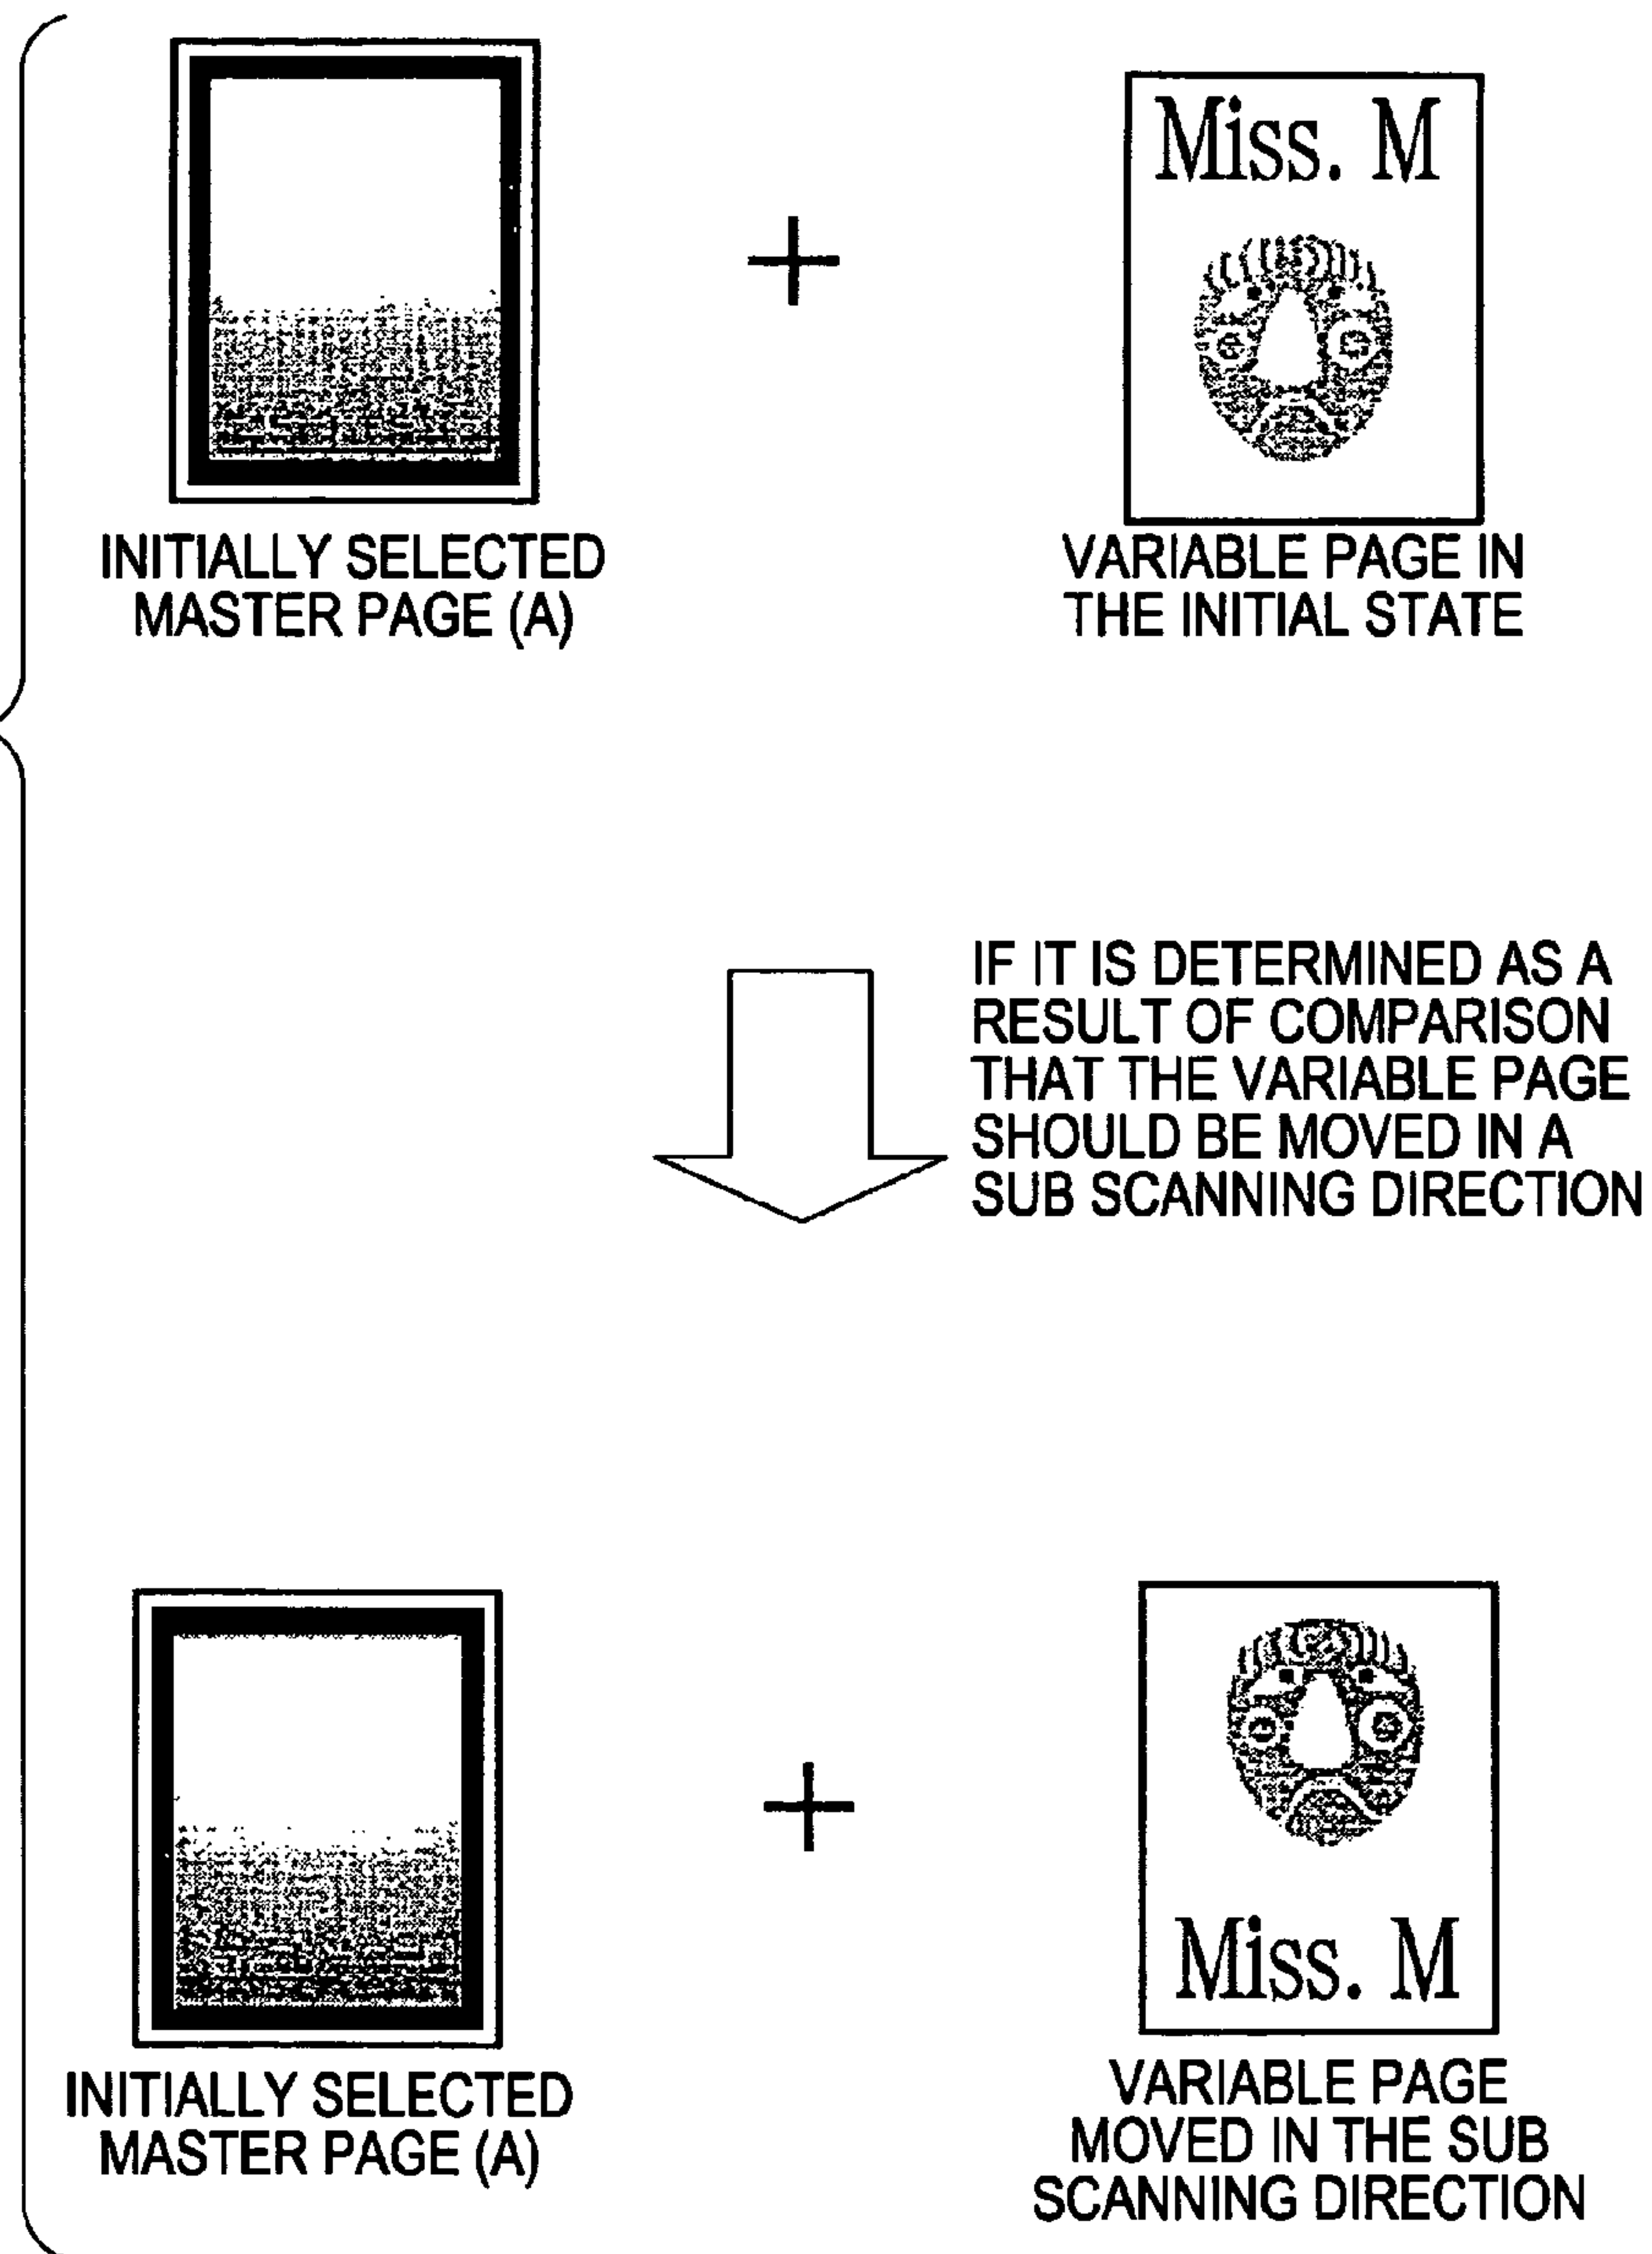 Miss. M
INITIALLY SELECTED
MASTER PAGE (A)
+
VARIABLE PAGE IN
THE INITIAL STATE
IF IT IS DETERMINED AS A
RESULT OF COMPARISON
THAT THE VARIABLE PAGE
SHOULD BE MOVED IN A
SUB SCANNING DIRECTION
+
Miss. M
INITIALLY SELECTED
MASTER PAGE (A)
VARIABLE PAGE
MOVED IN THE SUB
SCANNING DIRECTION